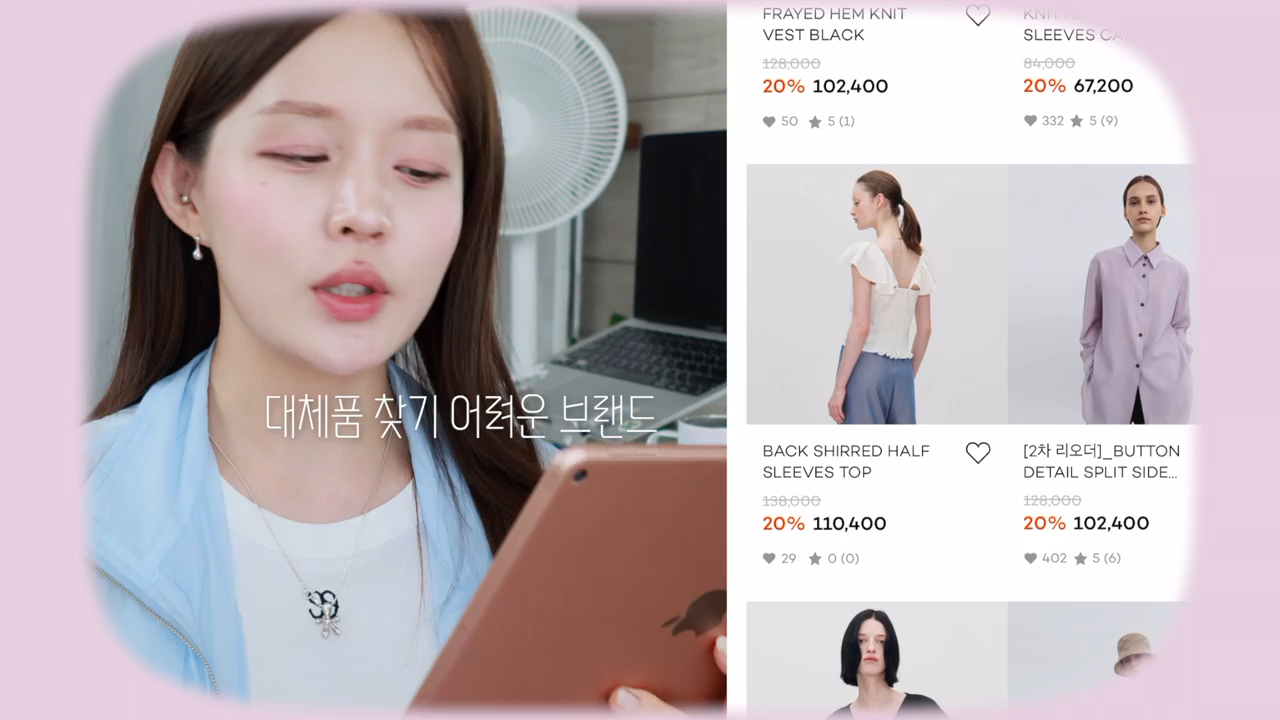 대체품 찾기 어려운 브랜드
FRAYED HEM KNIT
VEST BLACK
128,000
20% 102,400
50 5 (1)
SLEEVES
84,000
20% 67,200
332 5 (9)
BACK SHIRRED HALF
SLEEVES TOP
138,000
20% 110,400
29 0 (0)
[2차 리오더]_BUTTON
DETAIL SPLIT SIDE...
128,000
20% 102,400
402 5 (6)